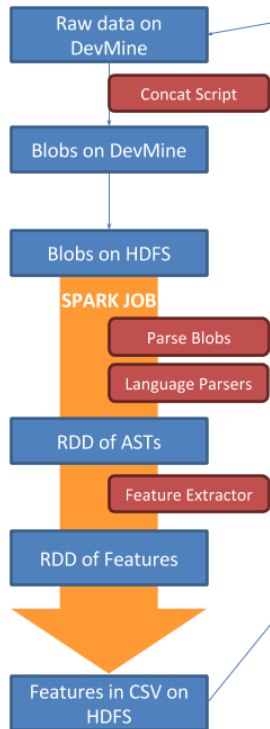 Raw data on
DevMine
Concat Script
Blobs on DevMine
Blobs on HDFS
SPARK JOB
Parse Blobs
Language Parsers
RDD of ASTs
Feature Extractor
RDD of Features
Features in CSV on
HDFS